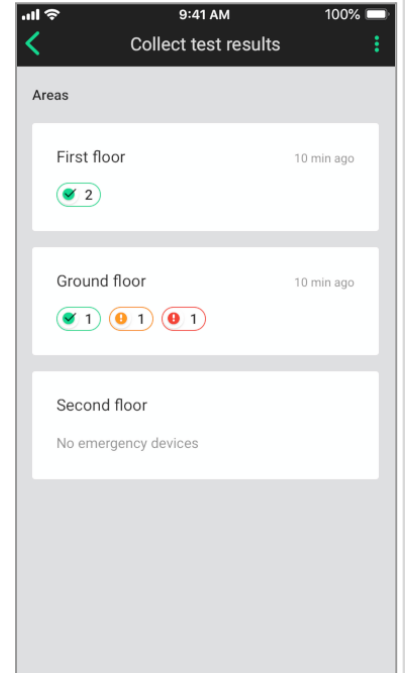 9:41 AM 100%
Collect test results
Areas
First floor 10 min ago
2
Ground floor 10 min ago
1 1 1
Second floor
No emergency devices